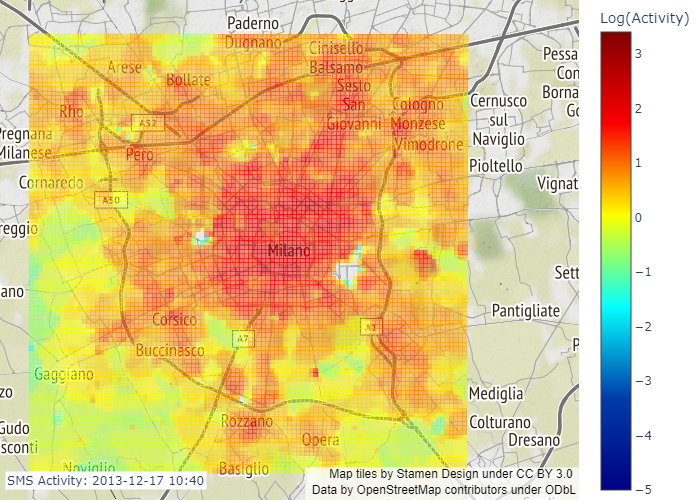 Log(Activity)
3
2
1
0
−1
−2
−3
−4
−5
Paderno
Dugnano
Cinisello
Balsamo
Arese
Bollate
Sesto
San
Giovanni
Rho
A52
Cologno
Monzese
Vimodrone
Pero
Cornaredo
A50
Cernusco
sul
Naviglio
Pioltello
Milano
Corsico
A7
Buccinasco
Gaggiano
Pantigliate
Rozzano
Opera
Mediglia
Colturano
Dresano
Noviglio
Basiglio
Pregnana
Milanese
Pessa
Con
Borna
Go
Vignat
reggio
Sett
ano
P
zo
Gudo
sconti
SMS Activity: 2013-12-17 10:40
Map tiles by Stamen Design under CC BY 3.0
Data by OpenStreetMap contributors under ODbL